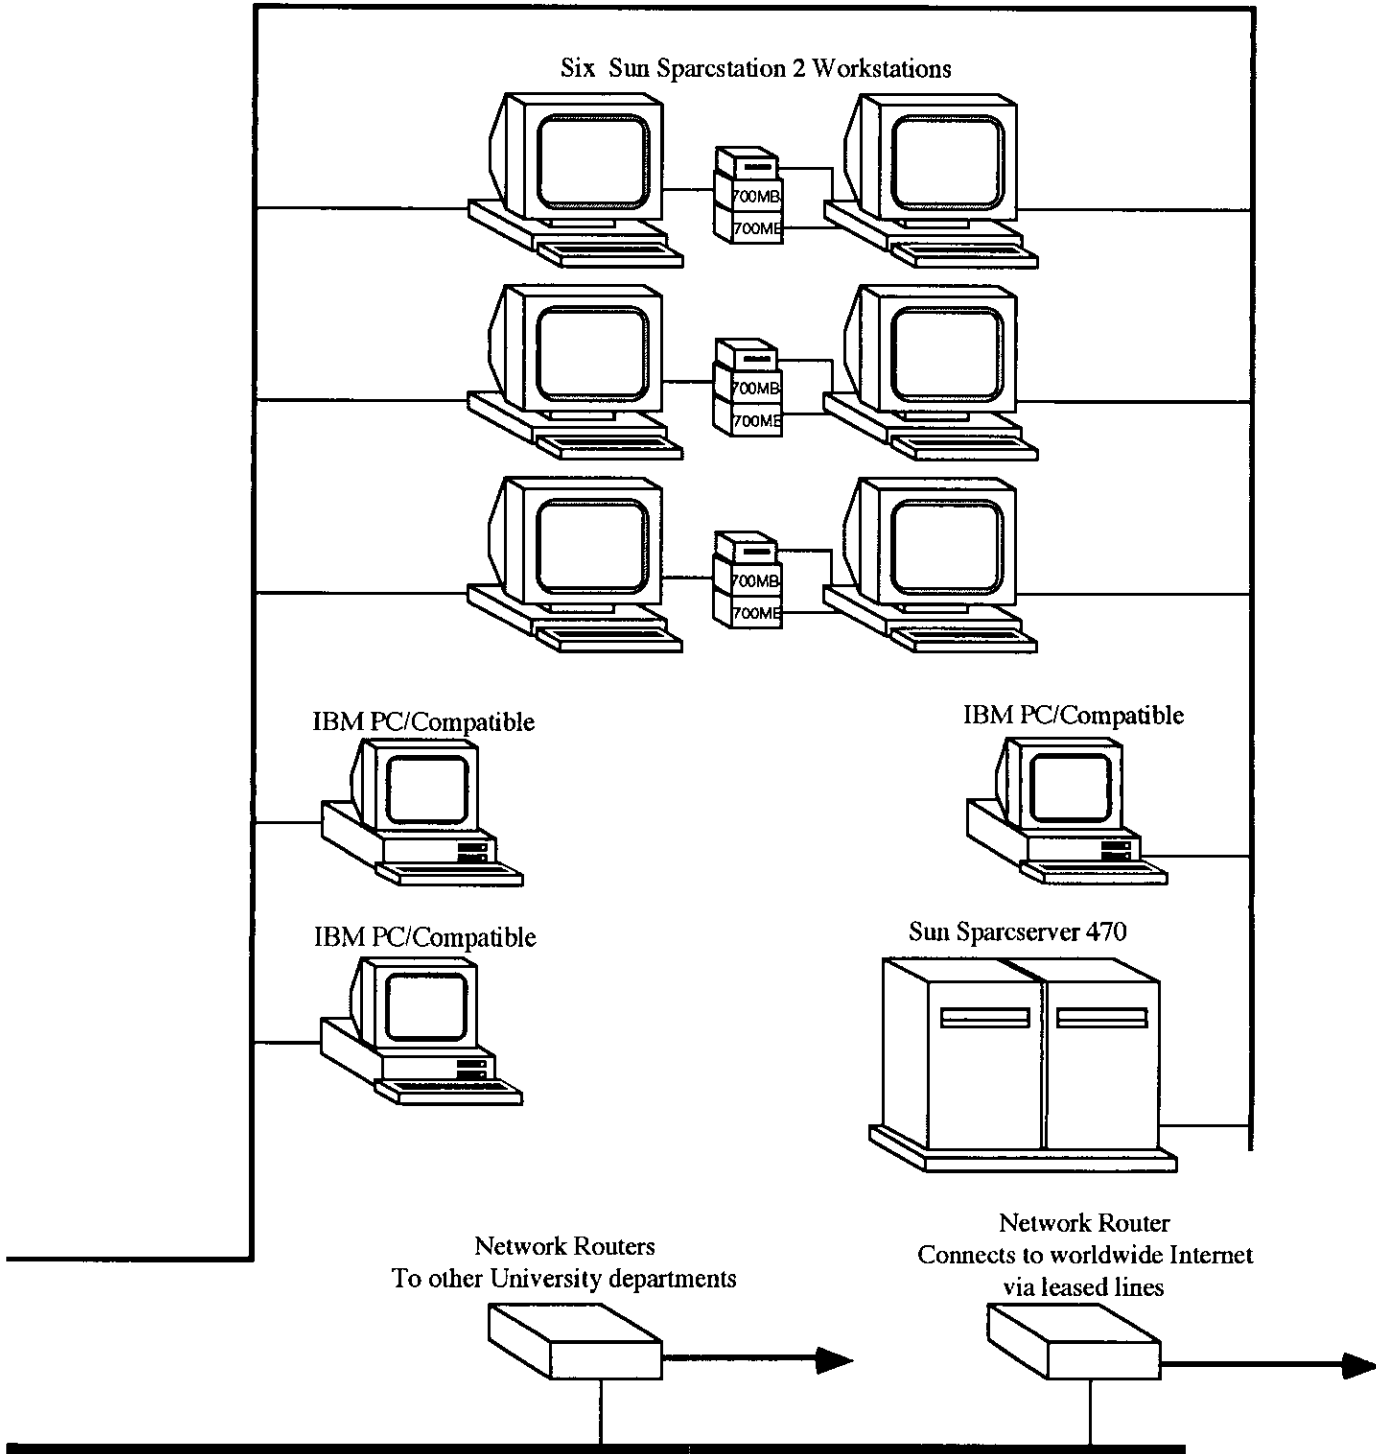 Six Sun Sparcstation 2 Workstations
700MB
700MB
700MB
700MB
700MB
700MB
IBM PC/Compatible
IBM PC/Compatible
IBM PC/Compatible
Sun Sparcserver 470
Network Routers
To other University departments
Network Router
Connects to worldwide Internet
via leased lines